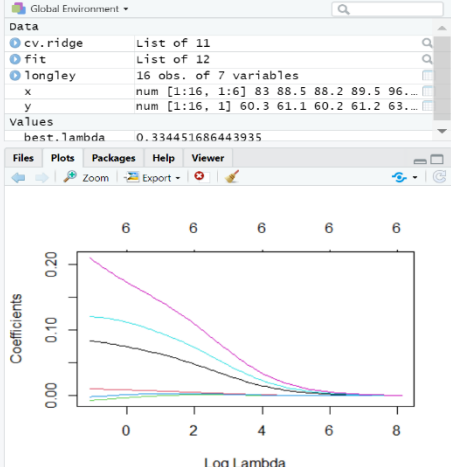 Global Environment
Data
cv.ridge List of 11
fit List of 12
longley 16 obs. of 7 variables
x num [1:16, 1:6] 83 88.5 88.2 89.5 96.…
y num [1:16, 1] 60.3 61.1 60.2 61.2 63.…
Values
best.lambda 0.334451686443935
Files Plots Packages Help Viewer
Zoom Export
6 6 6 6 6
0.20
0.10
0.00
Coefficients
0 2 4 6 8
Log Lambda